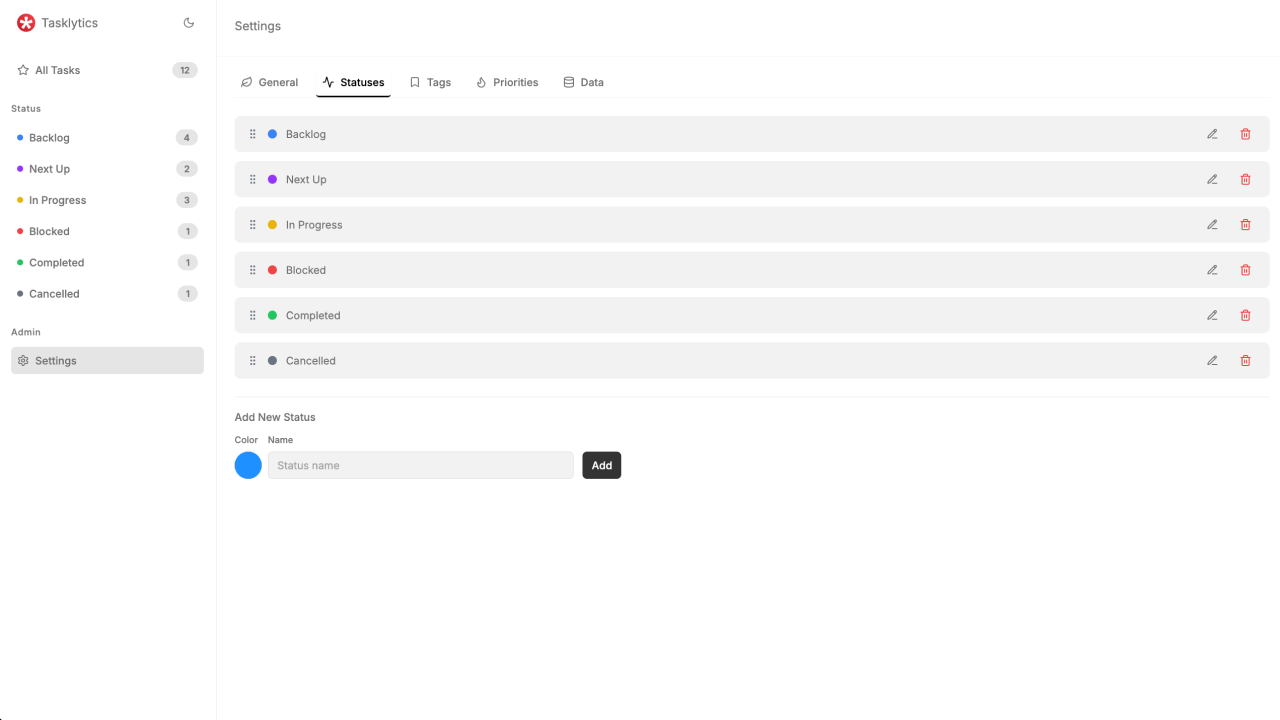 Tasklytics
All Tasks 12
Status
Backlog 4
Next Up 2
In Progress 3
Blocked 1
Completed 1
Cancelled 1
Admin
Settings
Settings
General Statuses Tags Priorities Data
Backlog
Next Up
In Progress
Blocked
Completed
Cancelled
Add New Status
Color Name
Status name Add